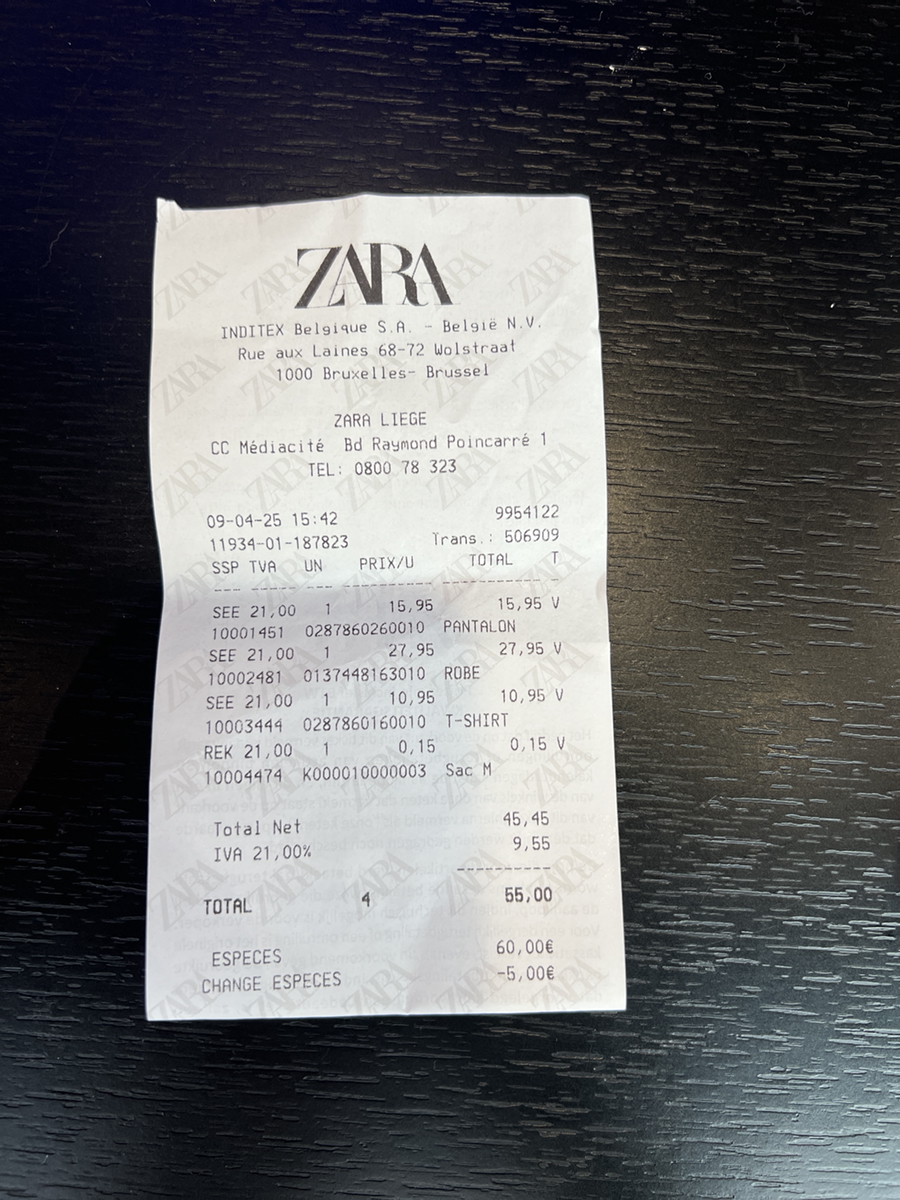 ZARA
INDITEX Belgique S.A. - België N.V.
Rue aux Laines 68-72 Wolstraat
1000 Bruxelles- Brussel
ZARA LIEGE
CC Médiacité Bd Raymond Poincarré 1
TEL: 0800 78 323
09-04-25 15:42 9954122
11934-01-187823 Trans.: 506909
SSP TVA UN PRIX/U TOTAL T
--- --- --- --------- -----------
SEE 21,00 1 15,95 15,95 V
10001451 0287860260010 PANTALON
SEE 21,00 1 27,95 27,95 V
10002481 0137448163010 ROBE
SEE 21,00 1 10,95 10,95 V
10003444 0287860160010 T-SHIRT
REK 21,00 1 0,15 0,15 V
10004474 K000010000003 Sac M
Total Net 45,45
IVA 21,00% 9,55
----------
TOTAL 4 55,00
ESPECES 60,00€
CHANGE ESPECES -5,00€